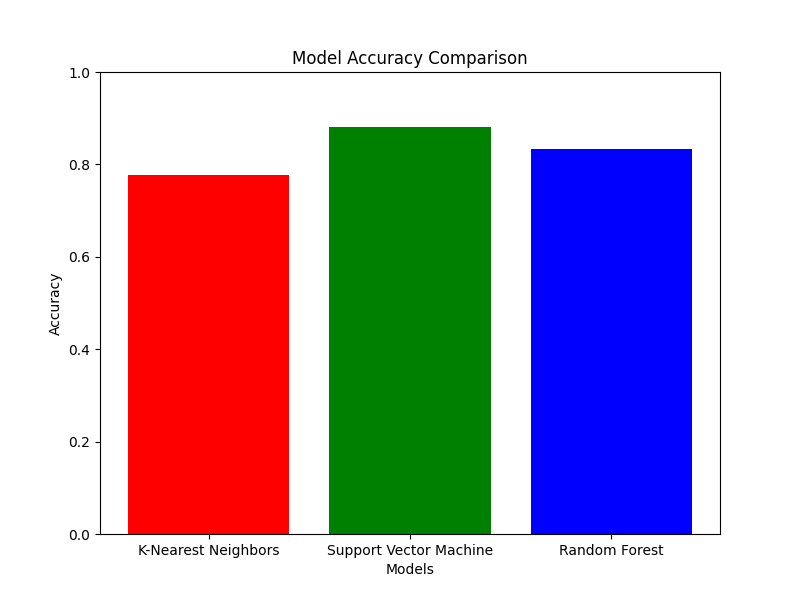 Model Accuracy Comparison
1.0
0.8
0.6
0.4
0.2
0.0
Accuracy
K-Nearest Neighbors
Support Vector Machine
Random Forest
Models